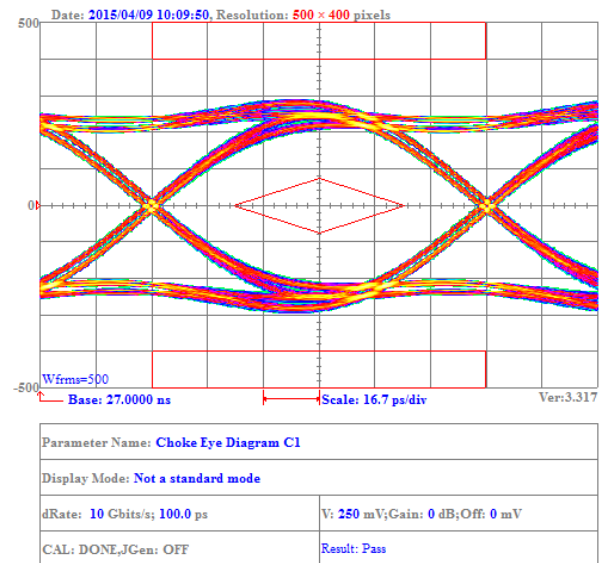 Date: 2015/04/09 10:09:50, Resolution: 500 × 400 pixels
500
0
-500
Wfrms=500
Base: 27.0000 ns
Scale: 16.7 ps/div
Ver:3.317
Parameter Name: Choke Eye Diagram C1
Display Mode: Not a standard mode
dRate: 10 Gbits/s; 100.0 ps
V: 250 mV;Gain: 0 dB;Off: 0 mV
CAL: DONE,JGen: OFF
Result: Pass